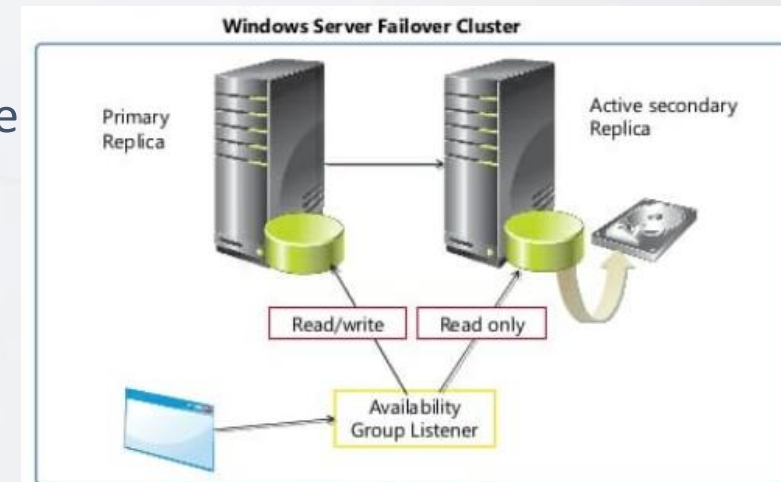 Windows Server Failover Cluster
e
Primary
Replica
Active secondary
Replica
Read/write
Read only
Availability
Group Listener